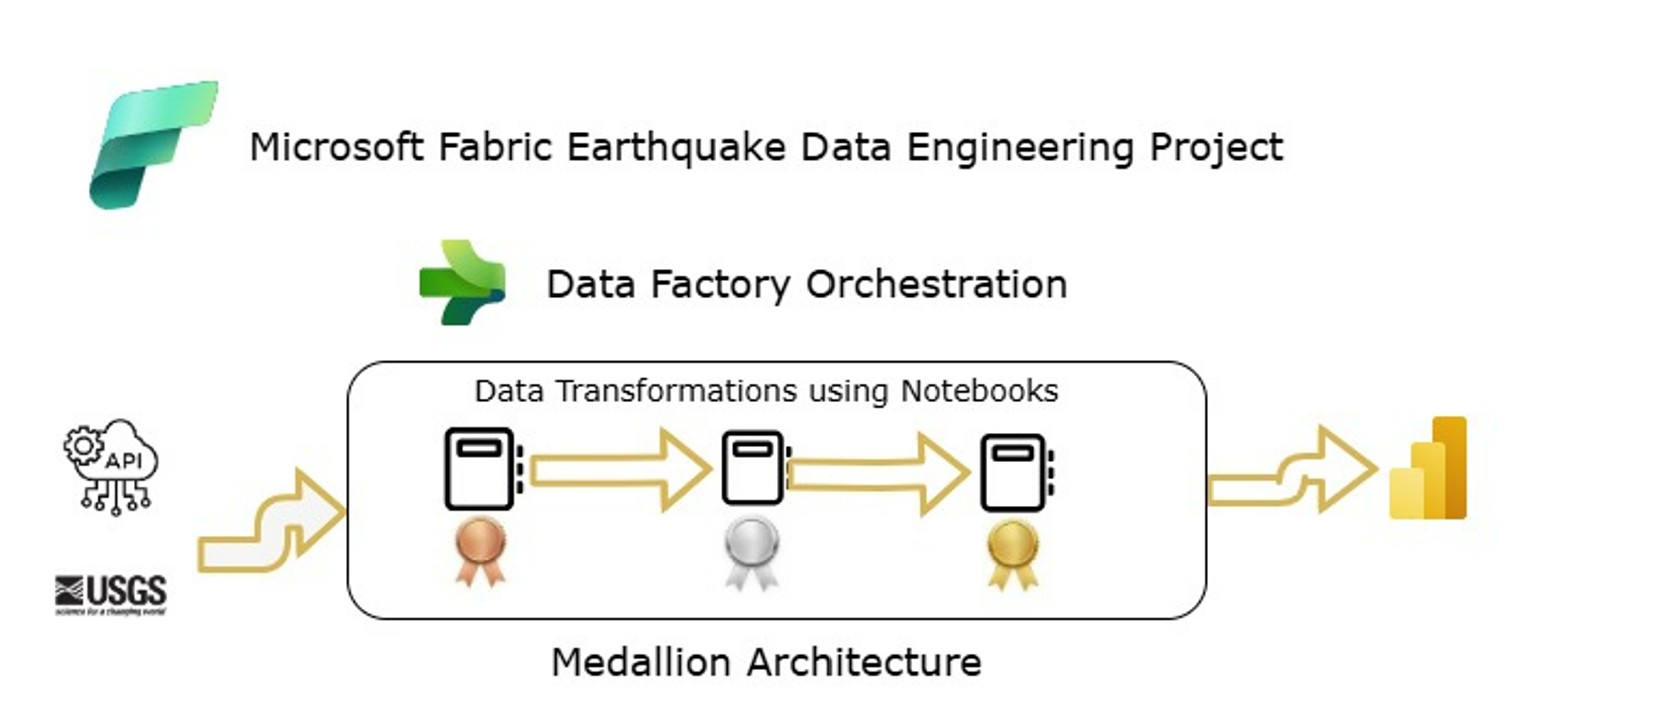 Microsoft Fabric Earthquake Data Engineering Project
Data Factory Orchestration
Data Transformations using Notebooks
API
USGS
science for a changing world
Medallion Architecture